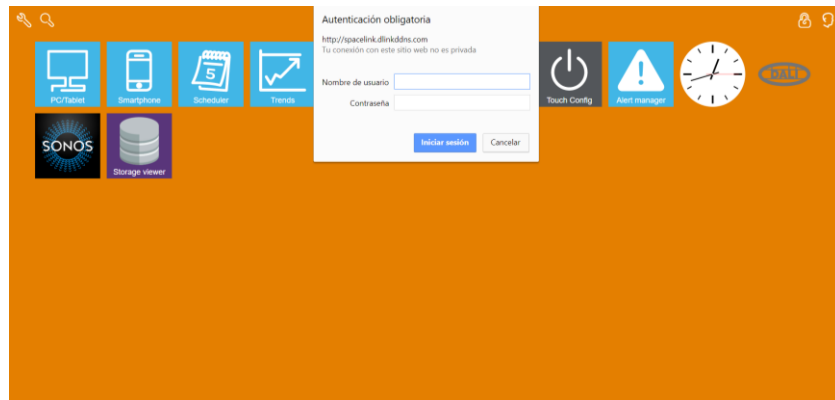 Autenticación obligatoria
http://spacelink.dlinkddns.com
Tu conexión con este sitio web no es privada
Nombre de usuario
Contraseña
Iniciar sesión
Cancelar
5
PC/Tablet
Smartphone
Scheduler
Trends
Touch Config
Alert manager
DALI
SONOS
Storage viewer